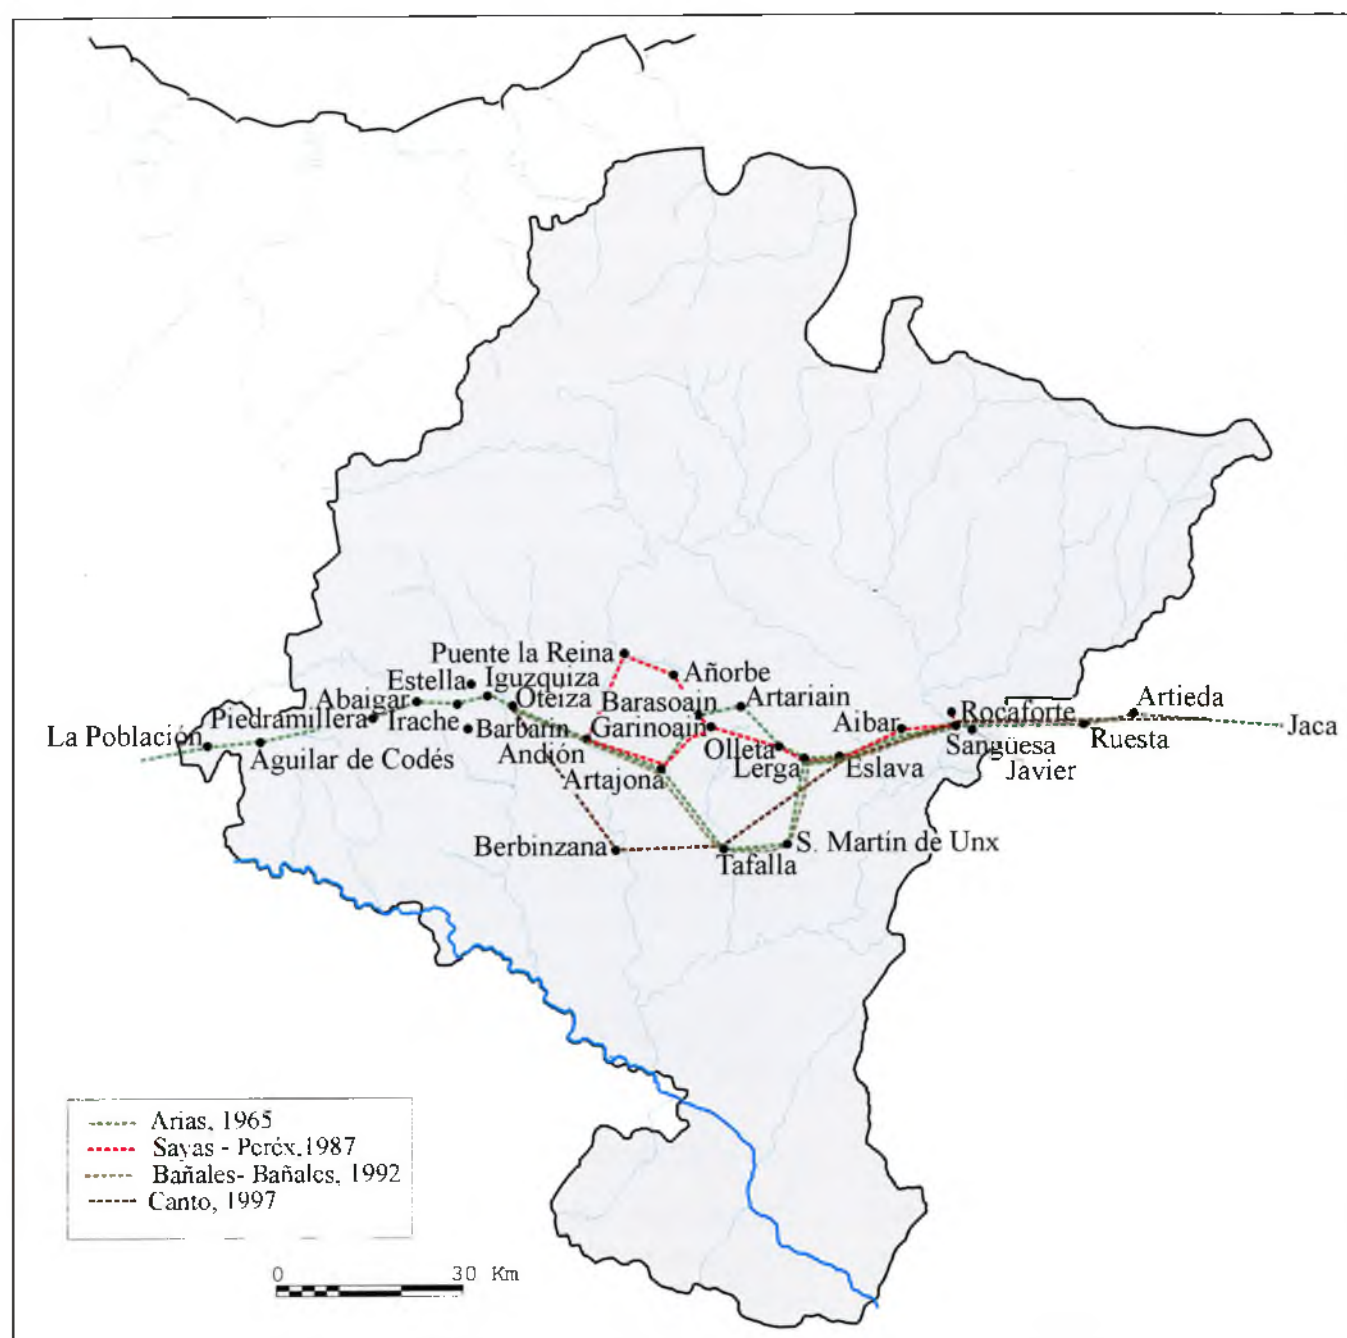 Puente la Reina
Añorbe
Estella
Iguzquiza
Abaigar
Oteiza
Barasoain
Artariain
Piedramillera
Irache
Barbarin
Garinoain
Aibar
Rocaforte
Artieda
La Población
Aguilar de Codés
Andión
Olleta
Lerga
Eslava
Sangüesa
Ruesta
Jaca
Artajona
Javier
Berbinzana
Tafalla
S. Martín de Unx
Arias, 1965
Sayas - Peréx,1987
Bañales- Bañales, 1992
Canto, 1997
0 30 Km